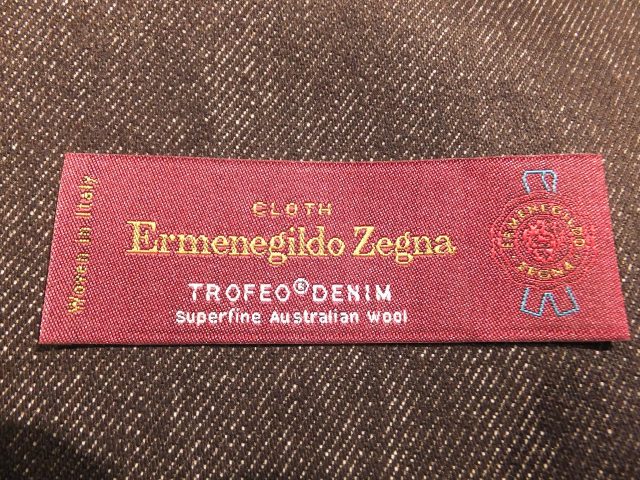 Woven in Italy
CLOTH
Ermenegildo Zegna
TROFEO® DENIM
Superfine Australian wool
ERMENEGILDO
ZEGNA